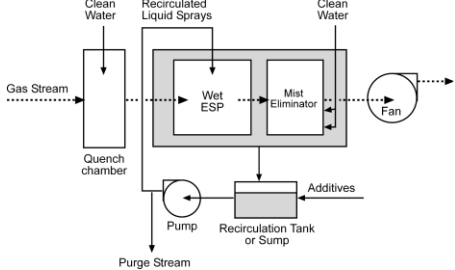 Clean
Water
Recirculated
Liquid Sprays
Clean
Water
Gas Stream
Wet
ESP
Mist
Eliminator
Fan
Quench
chamber
Additives
Pump
Recirculation Tank
or Sump
Purge Stream